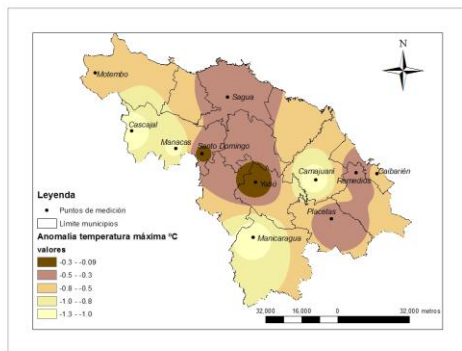 N
Motembo
Sagua
Cascajal
Manacas
Santo Domingo
Yabú
Camajuaní
Remedios
Caibarién
Placetas
Manicaragua
Leyenda
Puntos de medición
Límite municipios
Anomalía temperatura máxima ºC
valores
-0.3 - -0.09
-0.5 - -0.3
-0.8 - -0.5
-1.0 - -0.8
-1.3 - -1.0
32,000 16,000 0 32,000 metros